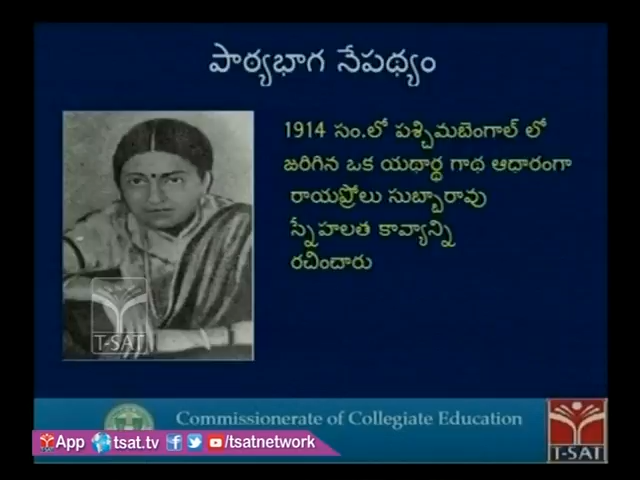 పాఠ్యభాగ నేపథ్యం
1914 సం.లో పశ్చిమబెంగాల్ లో
జరిగిన ఒక యథార్థ గాథ ఆధారంగా
రాయప్రోలు సుబ్బారావు
స్నేహలత కావ్యాన్ని
రచించారు
T-SAT
Commissionerate of Collegiate Education
App tsat.tv /tsatnetwork
T-SAT